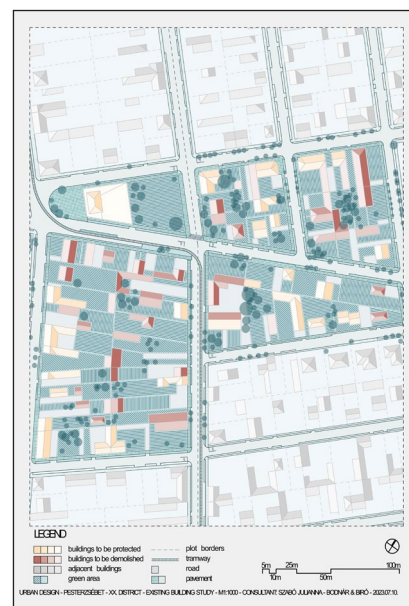 LEGEND
buildings to be protected
buildings to be demolished
adjacent buildings
green area
plot borders
tramway
road
pavement
5m 25m 100m
10m 50m
URBAN DESIGN - PESTERZSÉBET - XX. DISTRICT - EXISTING BUILDING STUDY - M1:1000 - CONSULTANT: SZABÓ JULIANNA - BODNÁR & BIRÓ - 2023.07.10.